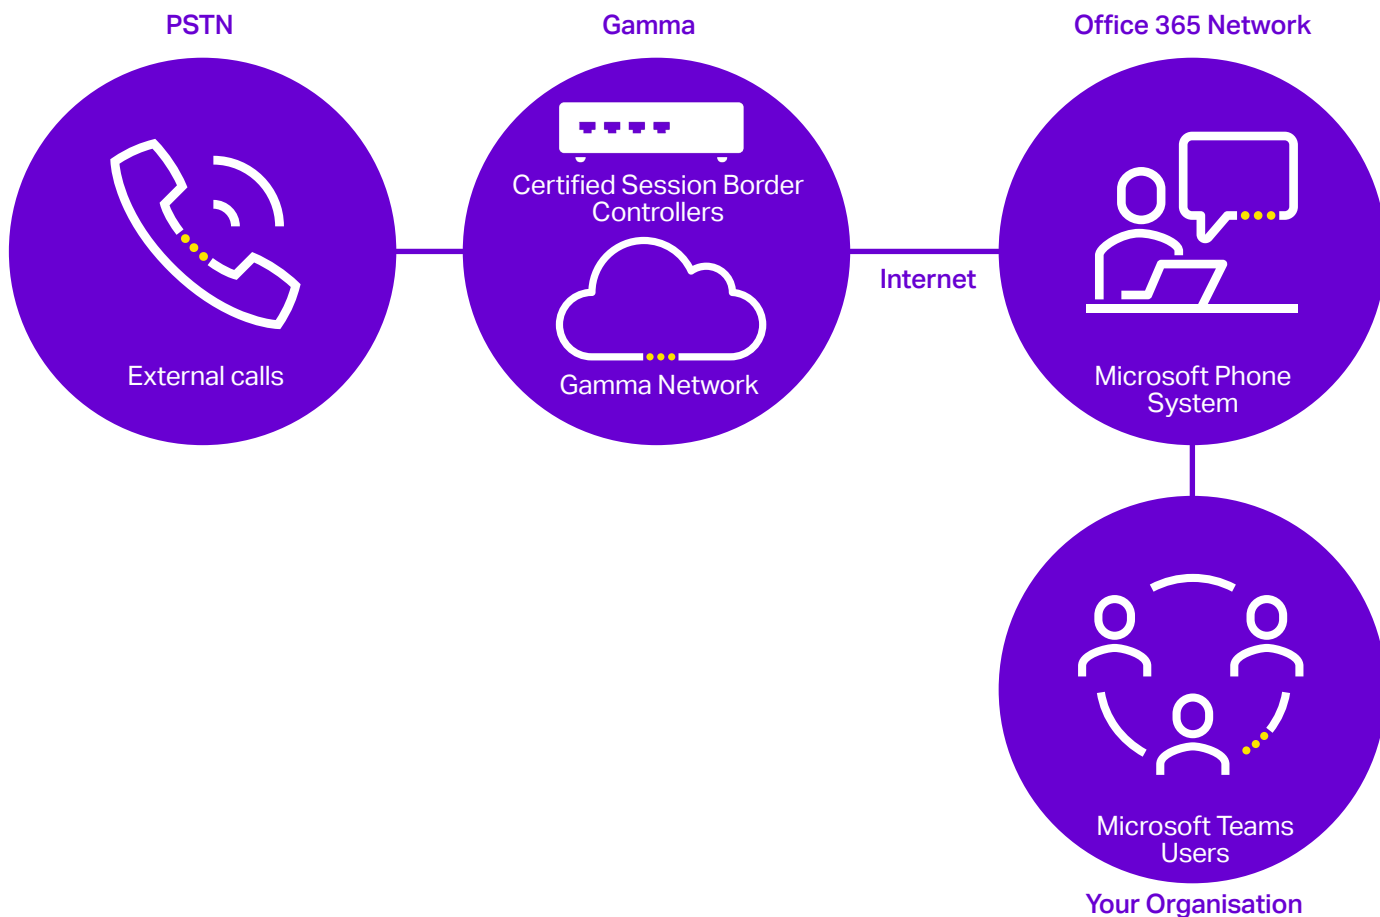 PSTN
External calls
Gamma
Certified Session Border
Controllers
Gamma Network
Internet
Office 365 Network
Microsoft Phone
System
Microsoft Teams
Users
Your Organisation